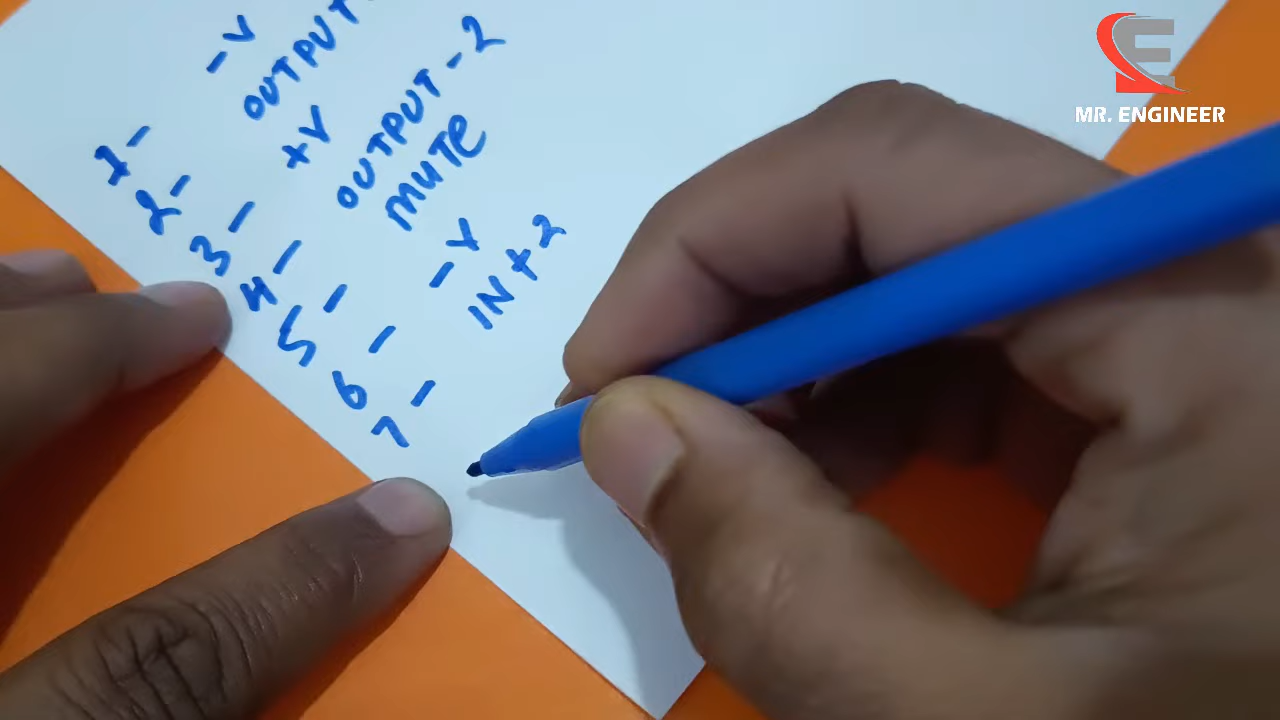 1- -V
2- OUTPUT
3- +V
4- OUTPUT-2
5- MUTE
6- -V
7- IN+2
MR. ENGINEER